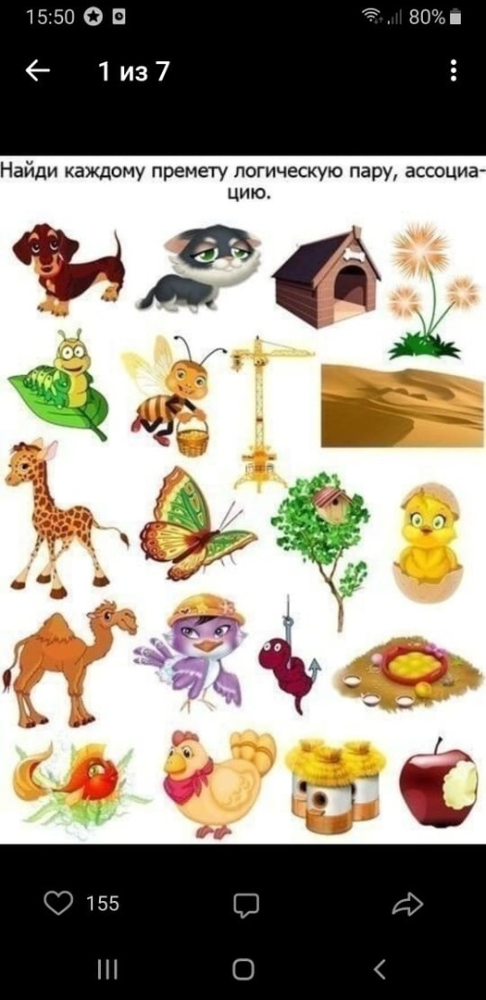 15:50
80%
1 из 7
Найди каждому премету логическую пару, ассоциа-
цию.
155